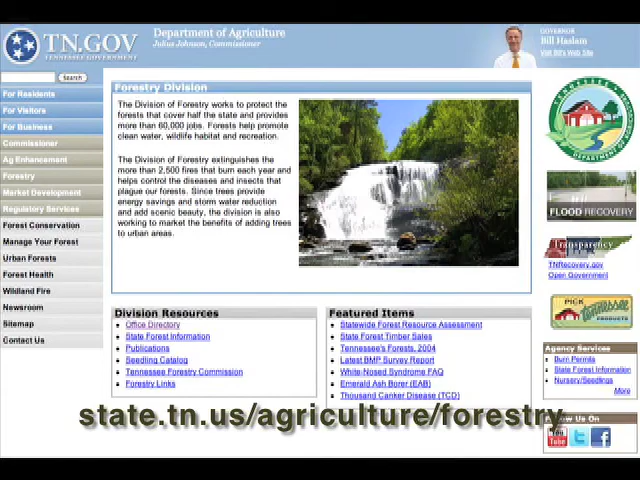 TN.GOV
TENNESSEE GOVERNMENT
Department of Agriculture
Julius Johnson, Commissioner
GOVERNOR
Bill Haslam
Visit Bill's Web Site
Search
For Residents
For Visitors
For Business
Commissioner
Ag Enhancement
Forestry
Market Development
Regulatory Services
Forest Conservation
Manage Your Forest
Urban Forests
Forest Health
Wildland Fire
Newsroom
Sitemap
Contact Us
Forestry Division
The Division of Forestry works to protect the
forests that cover half the state and provides
more than 60,000 jobs. Forests help promote
clean water, wildlife habitat and recreation.
The Division of Forestry extinguishes the
more than 2,500 fires that burn each year and
helps control the diseases and insects that
plague our forests. Since trees provide
energy savings and storm water reduction
and add scenic beauty, the division is also
working to market the benefits of adding trees
to urban areas.
Division Resources
Office Directory
State Forest Information
Publications
Seedling Catalog
Tennessee Forestry Commission
Forestry Links
Featured Items
Statewide Forest Resource Assessment
State Forest Timber Sales
Tennessee's Forests, 2004
Latest BMP Survey Report
White-Nosed Syndrome FAQ
Emerald Ash Borer (EAB)
Thousand Canker Disease (TCD)
TENNESSEE
FLOOD RECOVERY
Transparency
TNRecovery.gov
Open Government
PICK
Tennessee
PRODUCTS
Agency Services
Burn Permits
State Forest Information
Nursery/Seedlings
More
Follow Us On
You
Tube
state.tn.us/agriculture/forestry